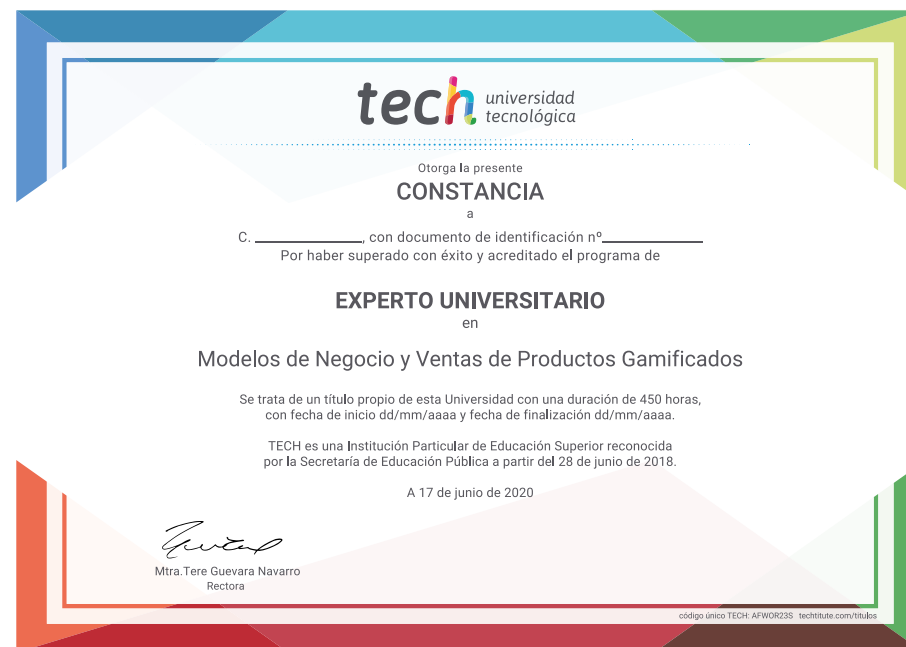 tech universidad
tecnológica
Otorga la presente
CONSTANCIA
a
C. ____________, con documento de identificación nº____________
Por haber superado con éxito y acreditado el programa de
EXPERTO UNIVERSITARIO
en
Modelos de Negocio y Ventas de Productos Gamificados
Se trata de un título propio de esta Universidad con una duración de 450 horas,
con fecha de inicio dd/mm/aaaa y fecha de finalización dd/mm/aaaa.
TECH es una Institución Particular de Educación Superior reconocida
por la Secretaría de Educación Pública a partir del 28 de junio de 2018.
A 17 de junio de 2020
Mtra.Tere Guevara Navarro
Rectora
código único TECH: AFWOR23S techtitute.com/titulos